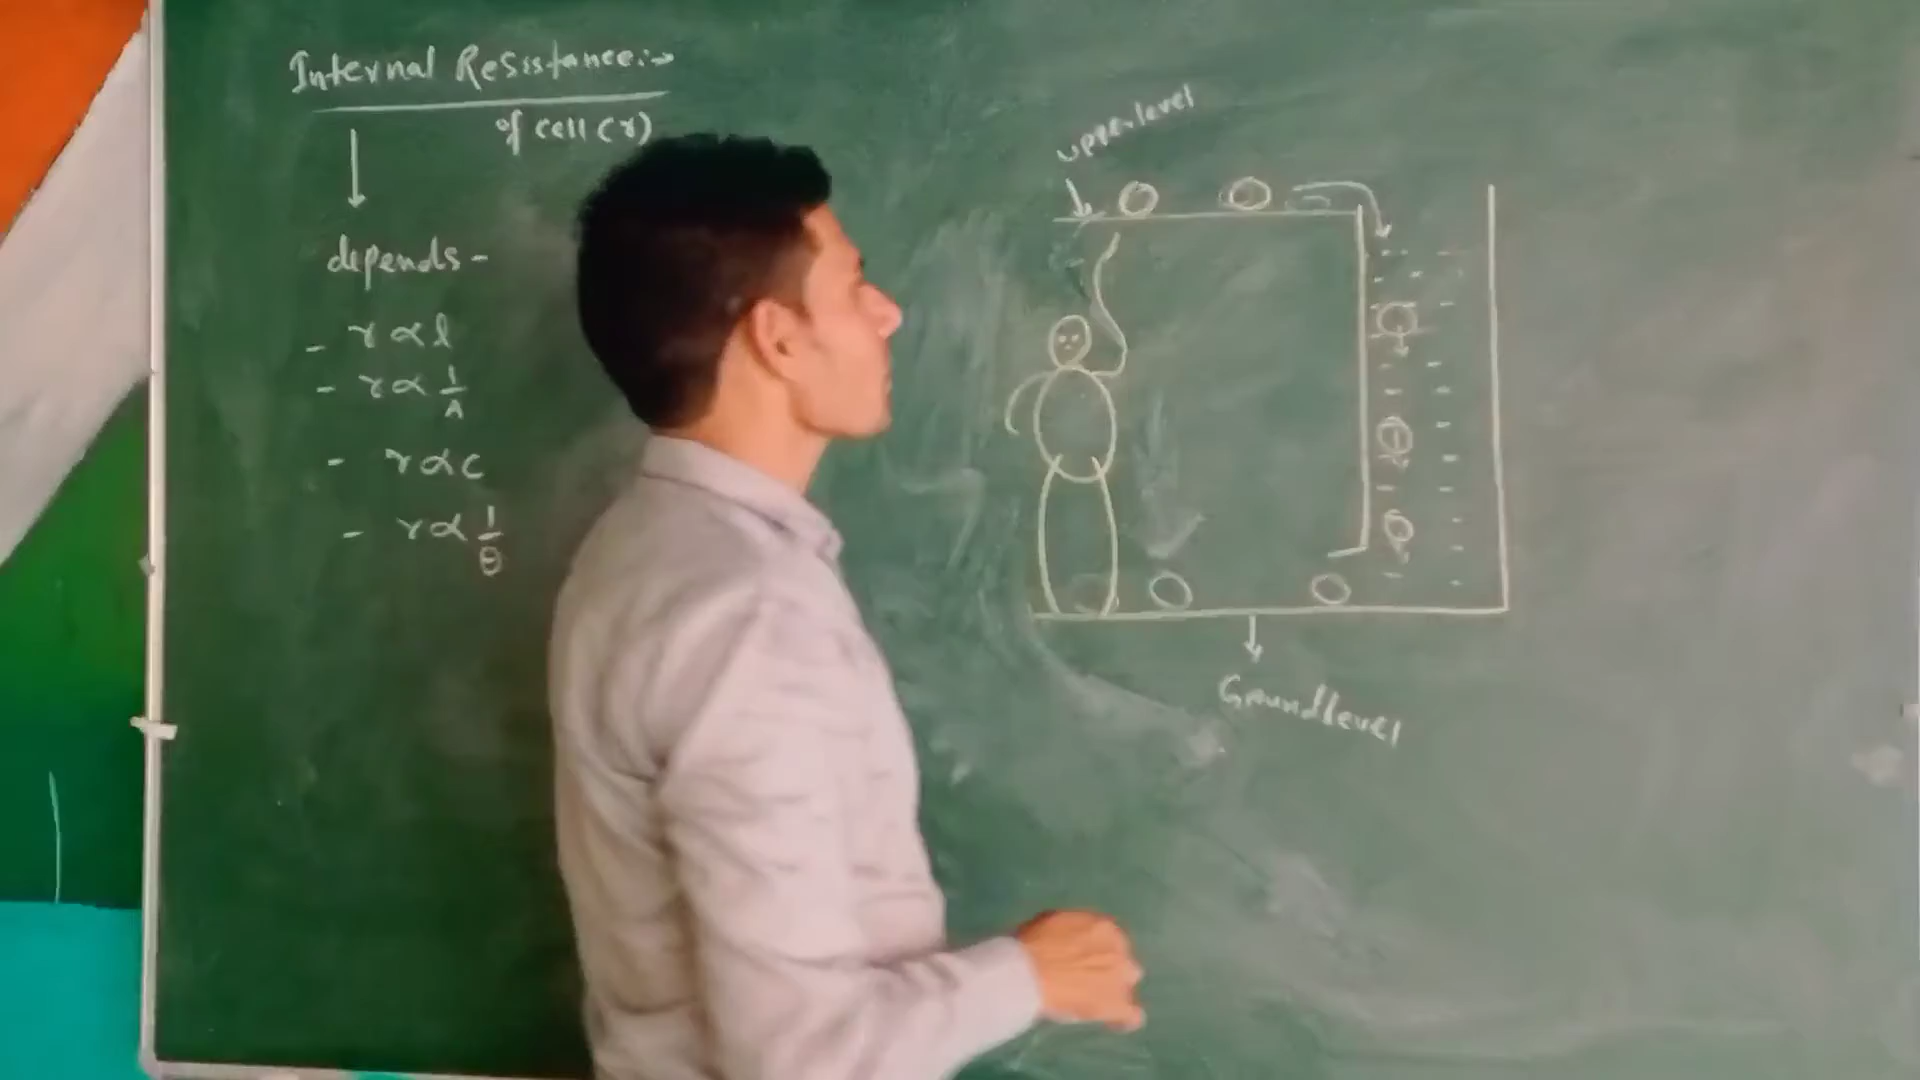 Internal Resistance:→
of cell (r)
depends -
- r ∝ l
- r ∝ 1/A
- r ∝ c
- r ∝ 1/θ
upper level
Ground level